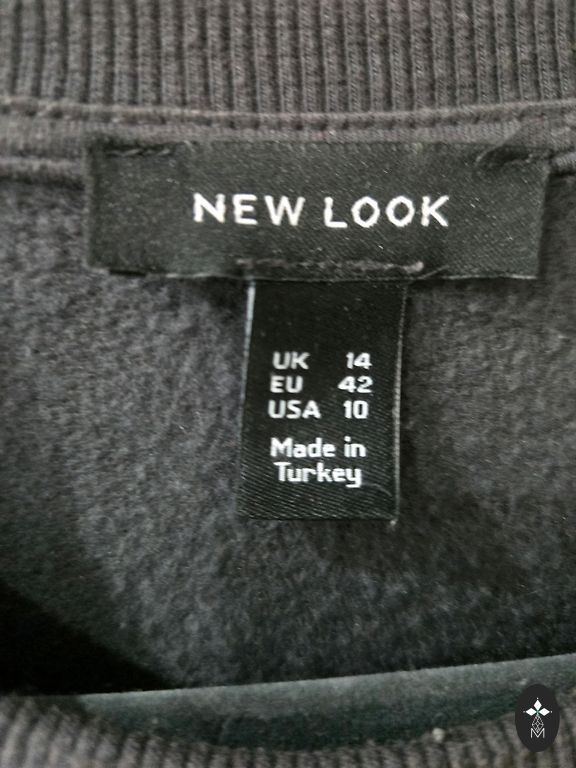 NEW LOOK
UK 14
EU 42
USA 10
Made in
Turkey